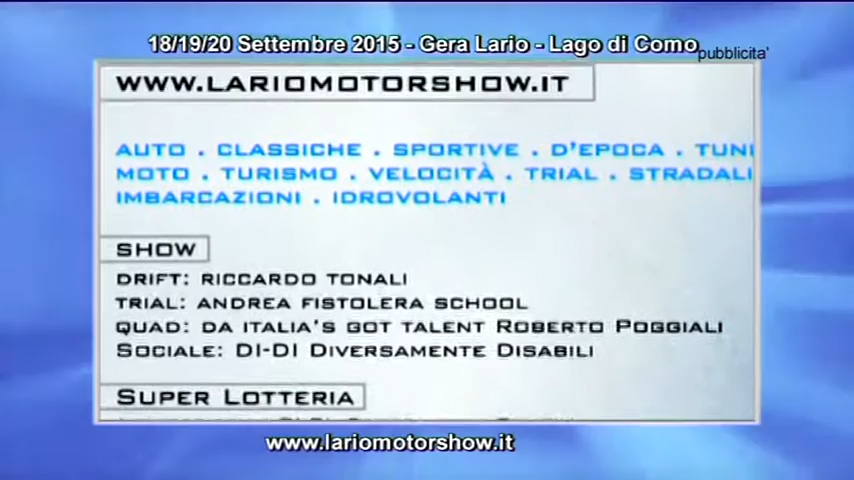 18/19/20 Settembre 2015 - Gera Lario - Lago di Como
pubblicita'
WWW.LARIOMOTORSHOW.IT
AUTO . CLASSICHE . SPORTIVE . D'EPOCA . TUNI
MOTO . TURISMO . VELOCITÀ . TRIAL . STRADALI
IMBARCAZIONI . IDROVOLANTI
SHOW
DRIFT: RICCARDO TONALI
TRIAL: ANDREA FISTOLERA SCHOOL
QUAD: DA ITALIA'S GOT TALENT ROBERTO POGGIALI
SOCIALE: DI-DI DIVERSAMENTE DISABILI
SUPER LOTTERIA
www.lariomotorshow.it